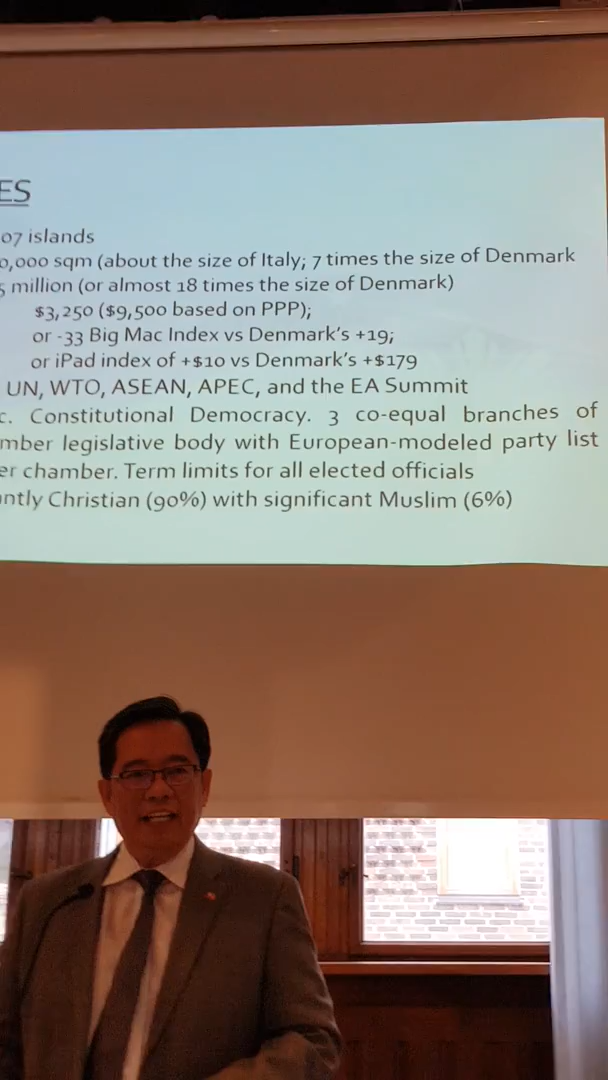 ES
07 islands
0,000 sqm (about the size of Italy; 7 times the size of Denmark
5 million (or almost 18 times the size of Denmark)
$3,250 ($9,500 based on PPP);
or -33 Big Mac Index vs Denmark's +19;
or iPad index of +$10 vs Denmark's +$179
UN, WTO, ASEAN, APEC, and the EA Summit
c. Constitutional Democracy. 3 co-equal branches of
mber legislative body with European-modeled party list
er chamber. Term limits for all elected officials
ntly Christian (90%) with significant Muslim (6%)